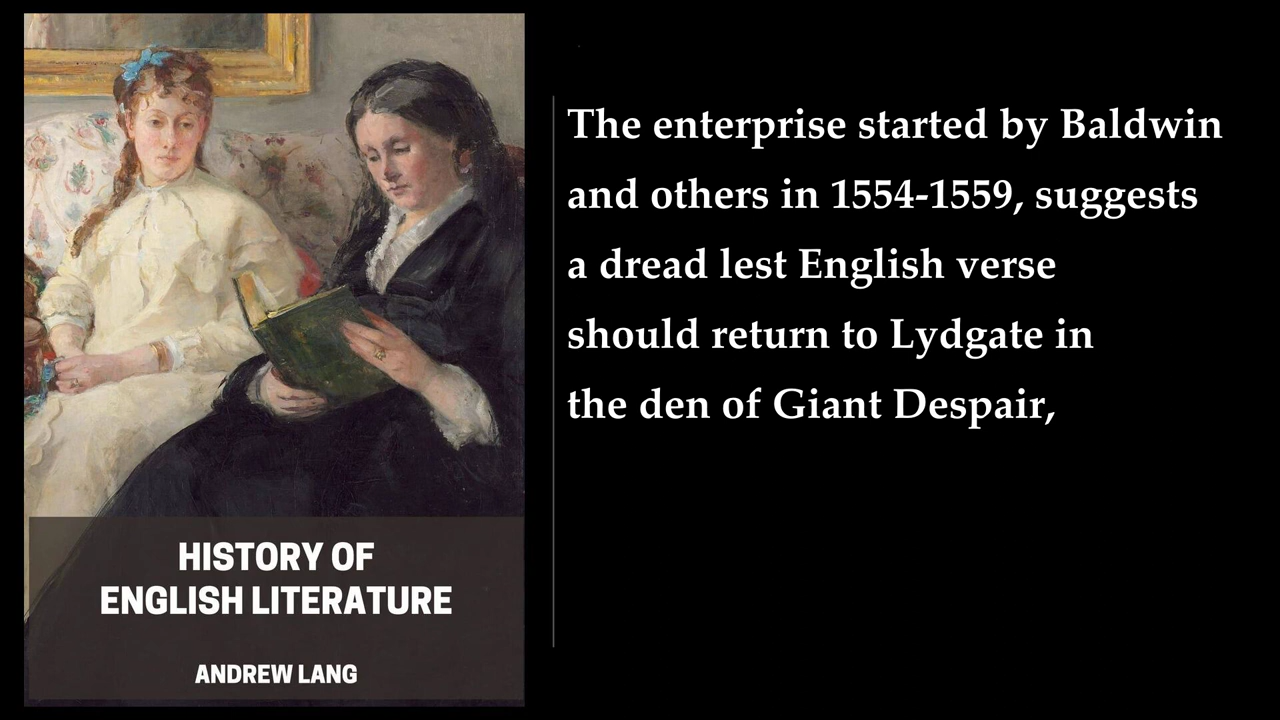 HISTORY OF
ENGLISH LITERATURE
ANDREW LANG
The enterprise started by Baldwin
and others in 1554-1559, suggests
a dread lest English verse
should return to Lydgate in
the den of Giant Despair,